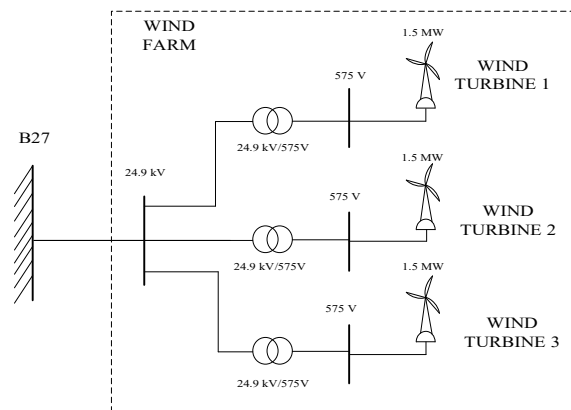 WIND
FARM
1.5 MW
WIND
TURBINE 1
575 V
24.9 kV/575V
B27
24.9 kV
1.5 MW
WIND
TURBINE 2
575 V
24.9 kV/575V
1.5 MW
WIND
TURBINE 3
575 V
24.9 kV/575V